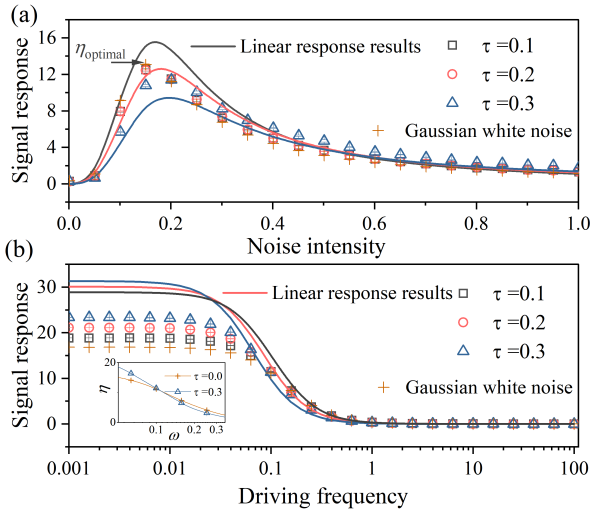 (a)
16
12
8
4
0
Signal response
η optimal
Linear response results
τ =0.1
τ =0.2
τ =0.3
Gaussian white noise
0.0 0.2 0.4 0.6 0.8 1.0
Noise intensity
(b)
30
20
10
0
Signal response
Linear response results
τ =0.1
τ =0.2
τ =0.3
Gaussian white noise
20
0
η
τ =0.0
τ =0.3
0.1 0.2 0.3
ω
0.001 0.01 0.1 1 10 100
Driving frequency